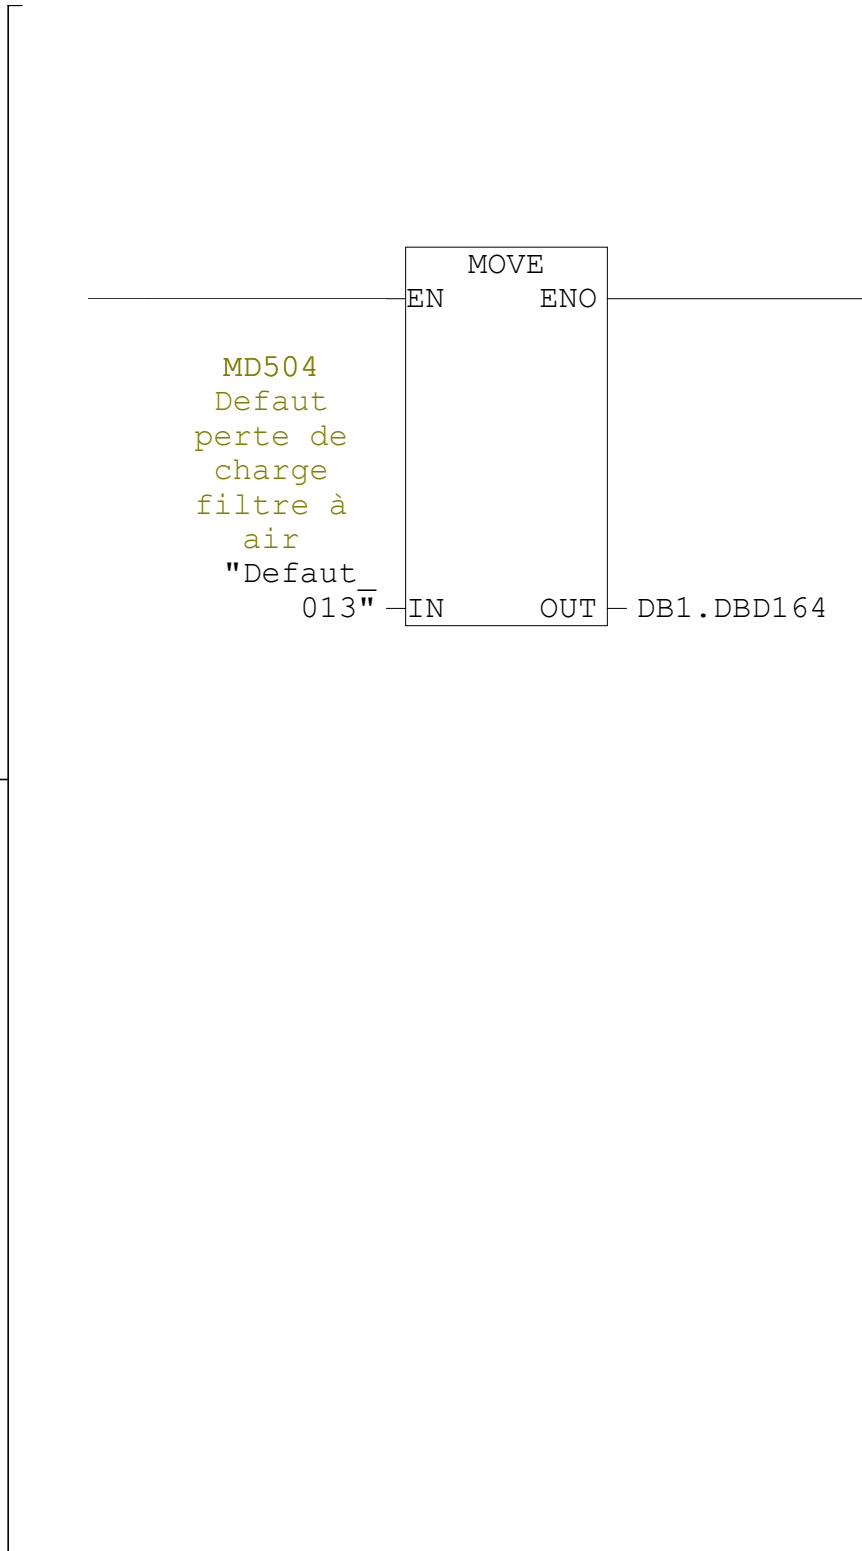 MOVE
EN ENO
MD504
Defaut
perte de
charge
filtre à
air
"Defaut_
013" IN OUT DB1.DBD164